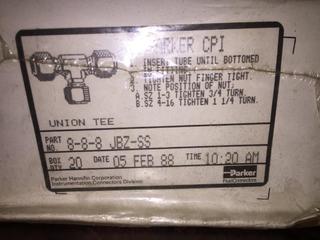 PARKER CPI
1. INSERT TUBE UNTIL BOTTOMED
IN FITTING.
2. TIGHTEN NUT FINGER TIGHT.
3. NOTE POSITION OF NUT.
A.SZ 1-3 TIGHTEN 3/4 TURN.
B.SZ 4-16 TIGHTEN 1 1/4 TURN.
UNION TEE
PART NO. 8-8-8 JBZ-SS
BOX QTY 20 DATE 05 FEB 88 TIME 10:20 AM
Parker Hannifin Corporation
Instrumentation Connectors Division
Parker
FluidConnectors